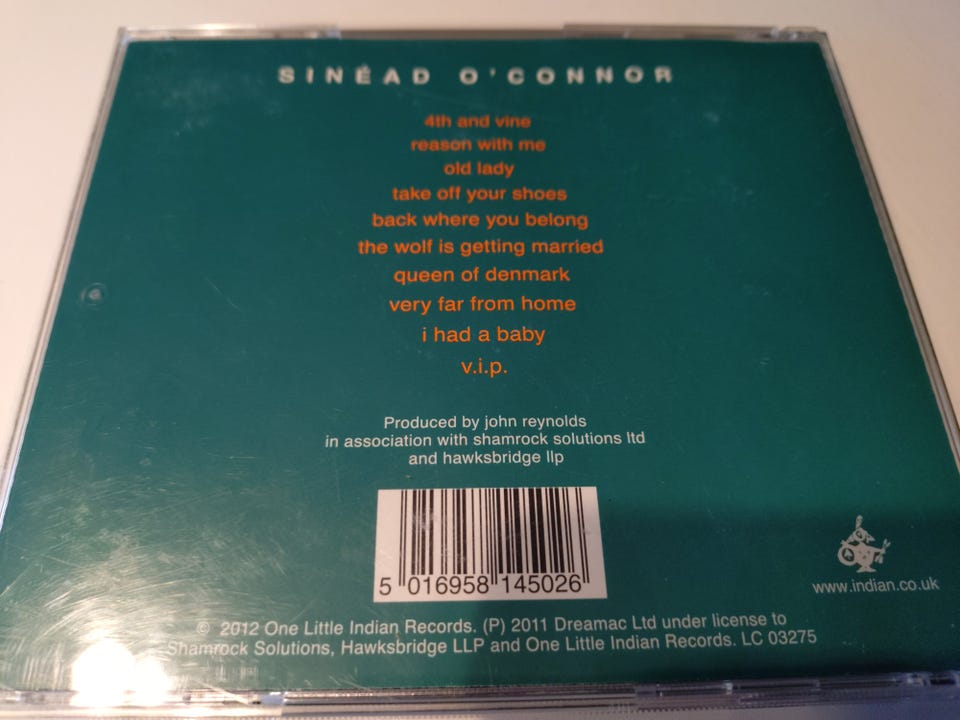 SINÉAD O'CONNOR
4th and vine
reason with me
old lady
take off your shoes
back where you belong
the wolf is getting married
queen of denmark
very far from home
i had a baby
v.i.p.
Produced by john reynolds
in association with shamrock solutions ltd
and hawksbridge llp
5 016958 145026
www.indian.co.uk
© 2012 One Little Indian Records. (P) 2011 Dreamac Ltd under license to
Shamrock Solutions, Hawksbridge LLP and One Little Indian Records. LC 03275